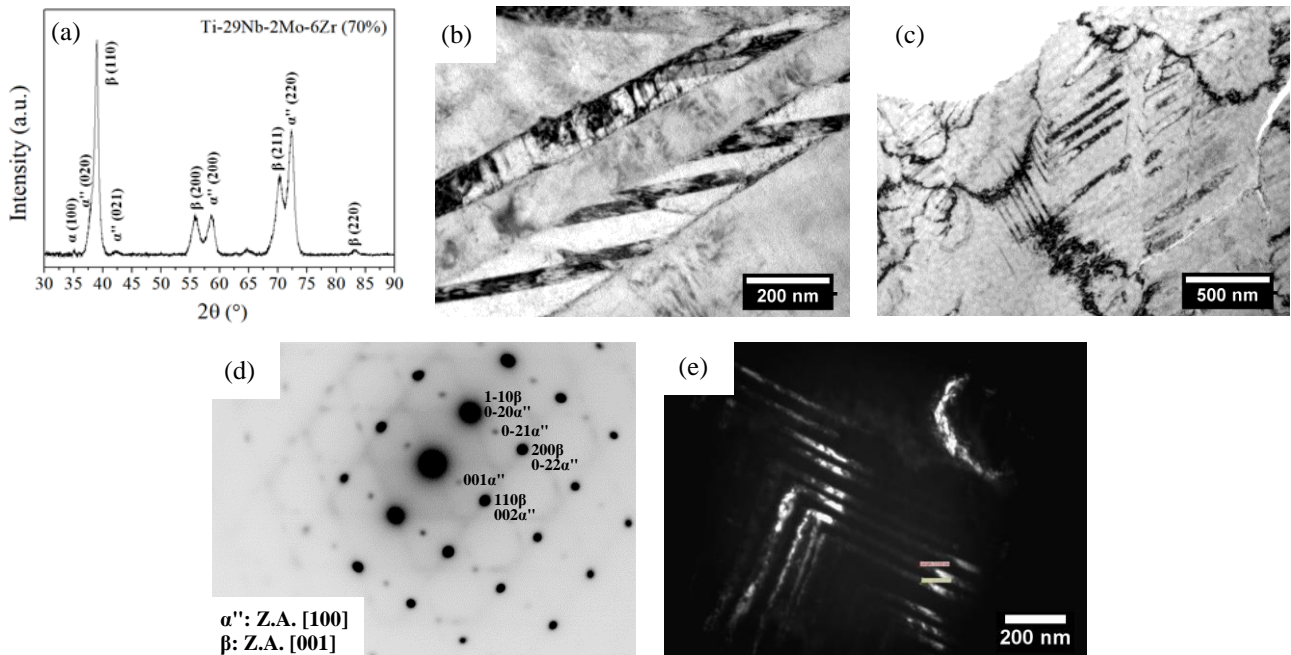 (a)
Ti-29Nb-2Mo-6Zr (70%)
Intensity (a.u.)
α (100)
α'' (020)
β (110)
α'' (021)
β (200)
α'' (200)
β (211)
α'' (220)
β (220)
30 35 40 45 50 55 60 65 70 75 80 85 90
2θ (°)
(b)
200 nm
(c)
500 nm
(d)
1-10β
0-20α''
0-21α''
200β
0-22α''
001α''
110β
002α''
α'': Z.A. [100]
β: Z.A. [001]
(e)
200 nm